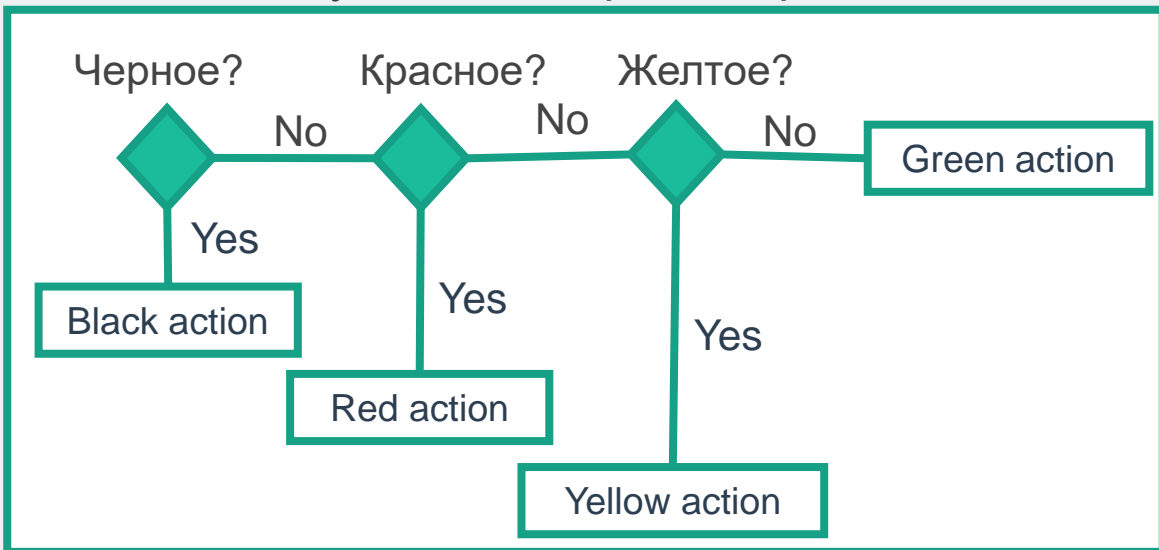 Черное?
Красное?
Желтое?
No
No
No
Green action
Yes
Black action
Yes
Red action
Yes
Yellow action